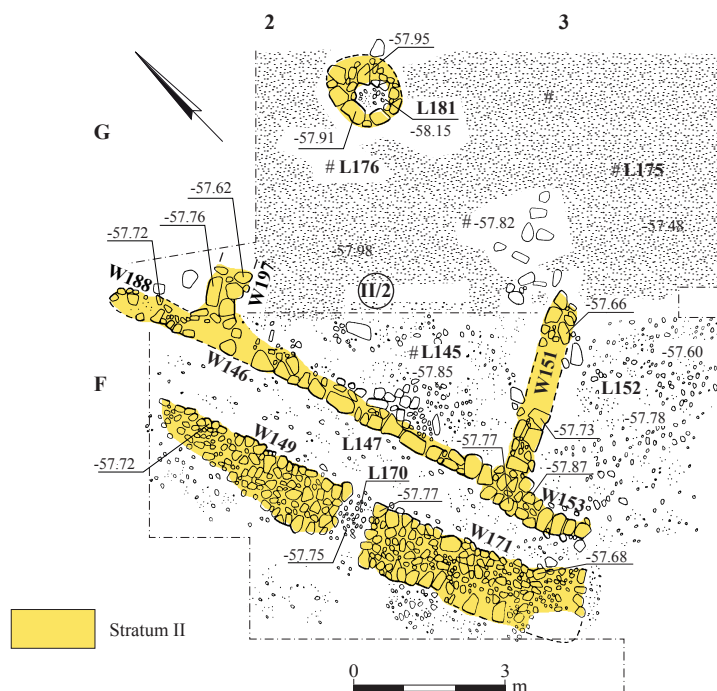 2 3
-57.95
G
L181
-58.15
-57.91
# L176
#
# L175
-57.62
-57.76
-57.72
# -57.82
-57.48
-57.98
W188
W197
II/2
-57.66
W146
# L145
-57.85
W151
-57.60
L152
F
-57.78
W149
L147
-57.77
-57.73
-57.72
L170
-57.87
-57.77
W153
W171
-57.75
-57.68
Stratum II
0 3
m